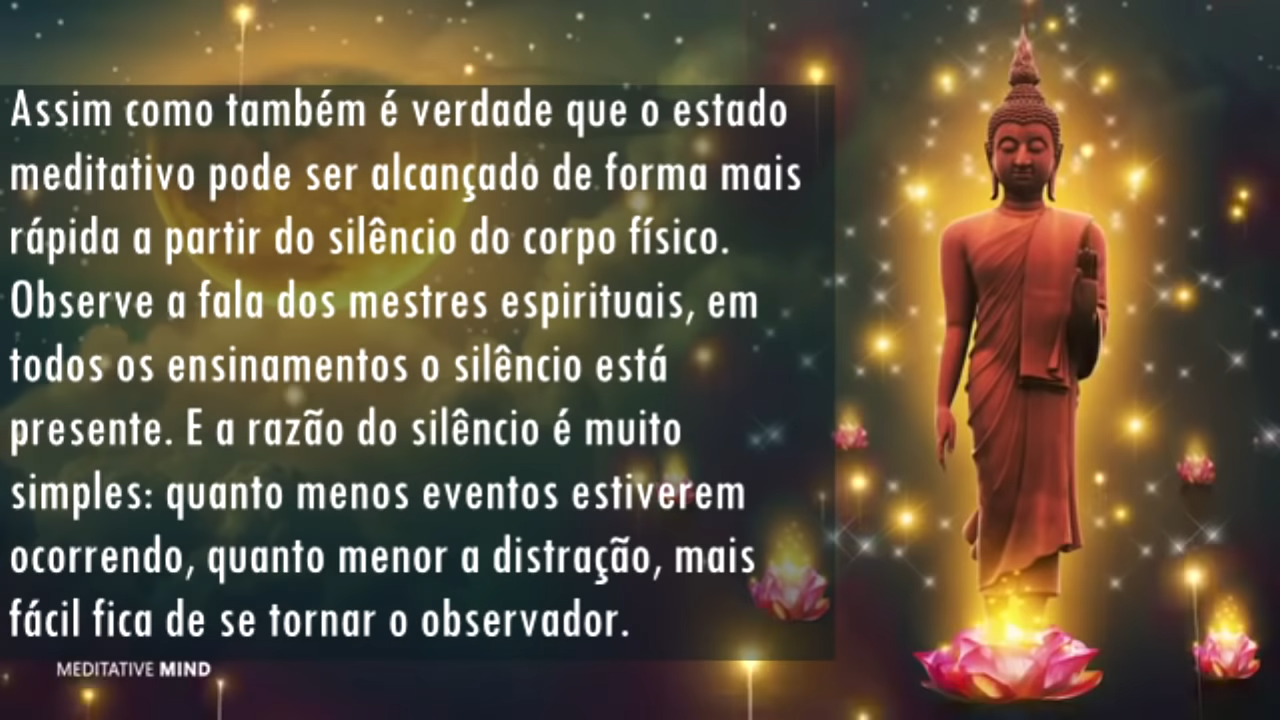 Assim como também é verdade que o estado
meditativo pode ser alcançado de forma mais
rápida a partir do silêncio do corpo físico.
Observe a fala dos mestres espirituais, em
todos os ensinamentos o silêncio está
presente. E a razão do silêncio é muito
simples: quanto menos eventos estiverem
ocorrendo, quanto menor a distração, mais
fácil fica de se tornar o observador.
MEDITATIVE MIND